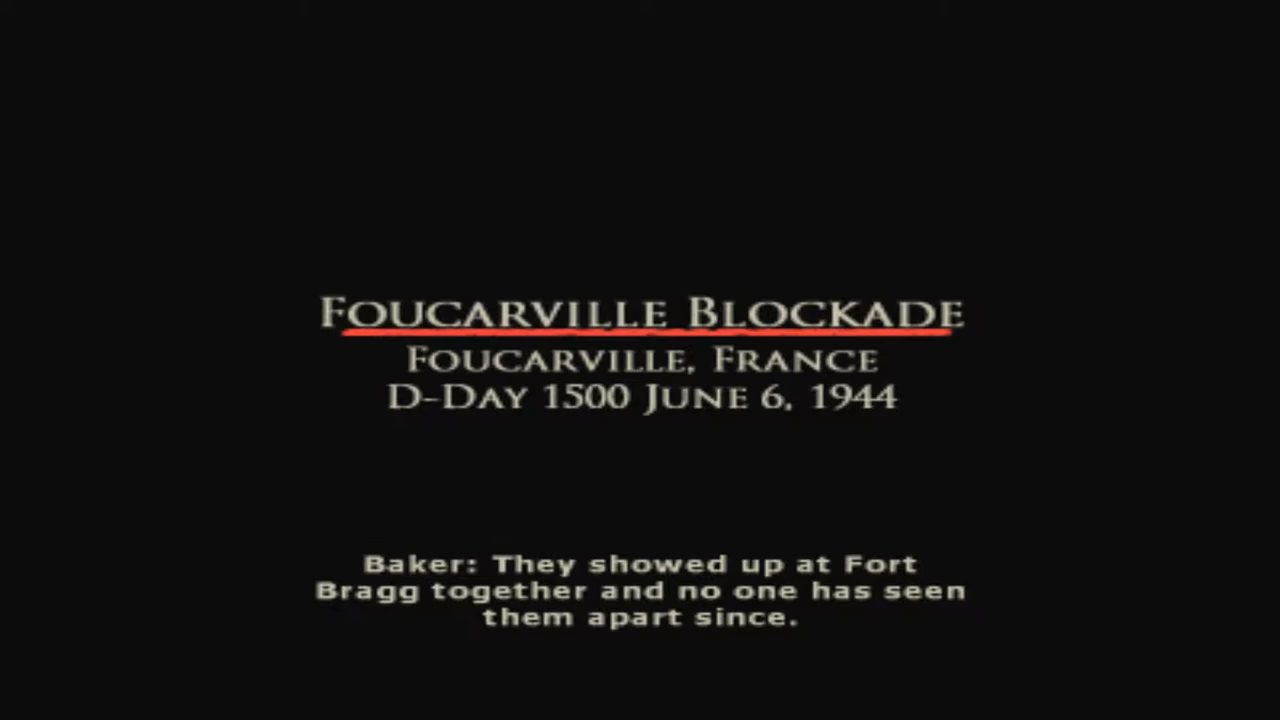 Foucarville Blockade
Foucarville, France
D-Day 1500 June 6, 1944
Baker: They showed up at Fort
Bragg together and no one has seen
them apart since.